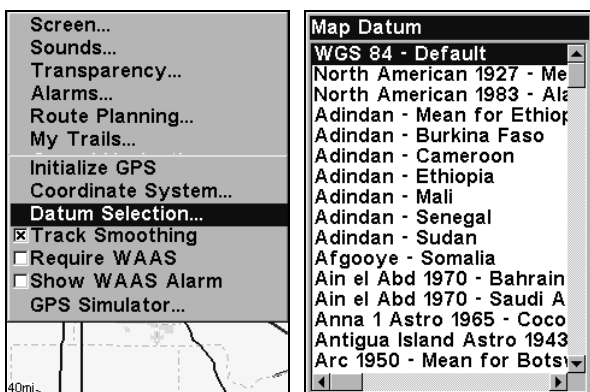 Screen...
Sounds...
Transparency...
Alarms...
Route Planning...
My Trails...
Initialize GPS
Coordinate System...
Datum Selection...
Track Smoothing
Require WAAS
Show WAAS Alarm
GPS Simulator...
40mi
Map Datum
WGS 84 - Default
North American 1927 - Me
North American 1983 - Ala
Adindan - Mean for Ethiop
Adindan - Burkina Faso
Adindan - Cameroon
Adindan - Ethiopia
Adindan - Mali
Adindan - Senegal
Adindan - Sudan
Afgooye - Somalia
Ain el Abd 1970 - Bahrain
Ain el Abd 1970 - Saudi A
Anna 1 Astro 1965 - Coco
Antigua Island Astro 1943
Arc 1950 - Mean for Botsw